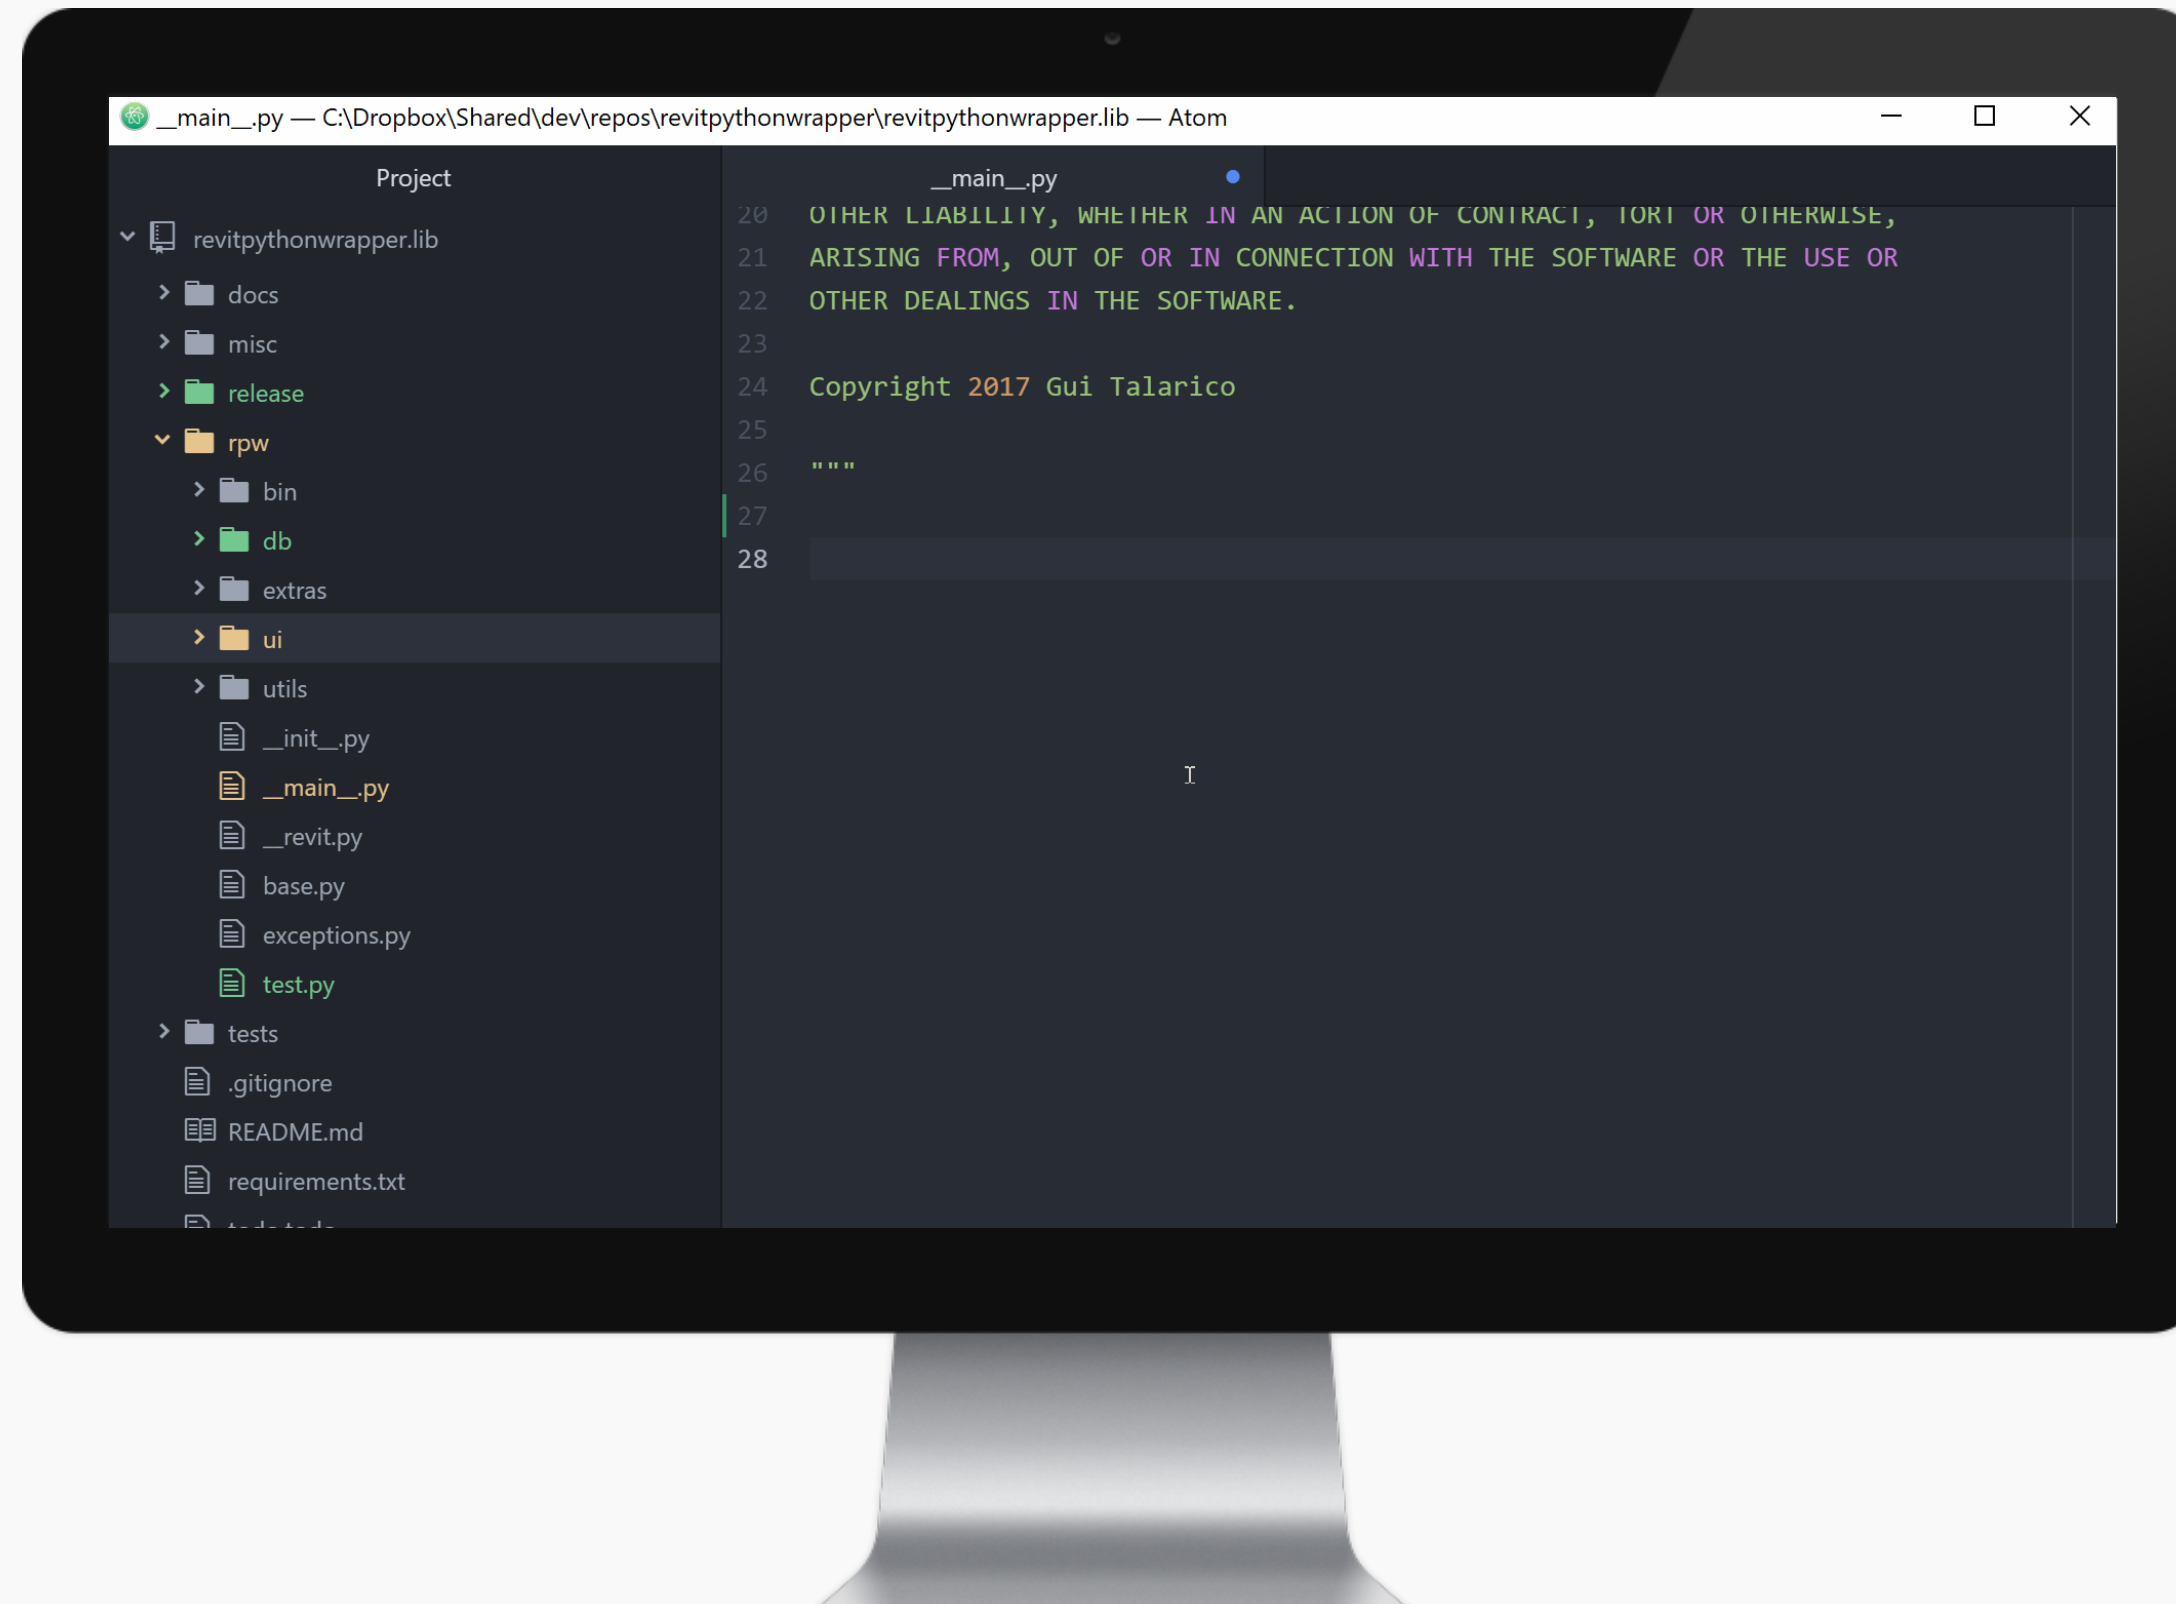 __main__.py — C:\Dropbox\Shared\dev\repos\revitpythonwrapper\revitpythonwrapper.lib — Atom
Project
revitpythonwrapper.lib
docs
misc
release
rpw
bin
db
extras
ui
utils
__init__.py
__main__.py
__revit.py
base.py
exceptions.py
test.py
tests
.gitignore
README.md
requirements.txt
__main__.py
20 OTHER LIABILITY, WHETHER IN AN ACTION OF CONTRACT, TORT OR OTHERWISE,
21 ARISING FROM, OUT OF OR IN CONNECTION WITH THE SOFTWARE OR THE USE OR
22 OTHER DEALINGS IN THE SOFTWARE.
23
24 Copyright 2017 Gui Talarico
25
26 """
27
28